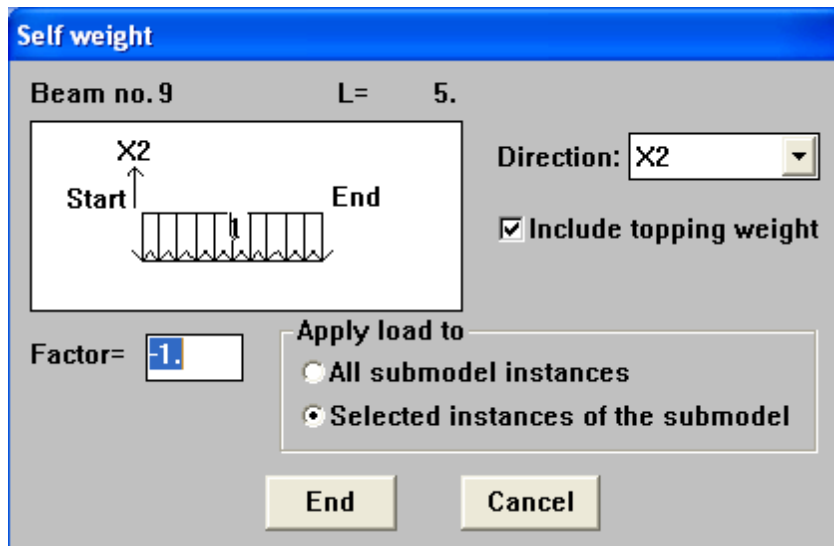 Self weight
Beam no. 9 L= 5.
X2
Start End
1
Direction: X2
Include topping weight
Factor= -1.
Apply load to
All submodel instances
Selected instances of the submodel
End Cancel